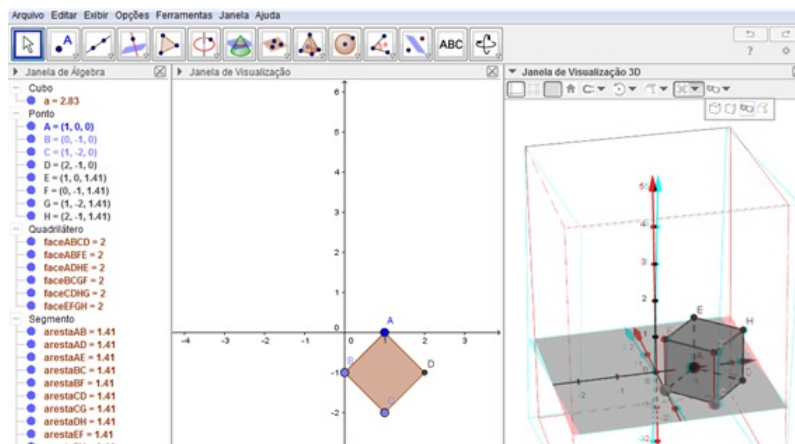 Arquivo Editar Exibir Opções Ferramentas Janela Ajuda
ABC
?
Janela de Álgebra
Janela de Visualização
Janela de Visualização 3D
Cubo
a = 2.83
Ponto
A = (1, 0, 0)
B = (0, -1, 0)
C = (1, -2, 0)
D = (2, -1, 0)
E = (1, 0, 1.41)
F = (0, -1, 1.41)
G = (1, -2, 1.41)
H = (2, -1, 1.41)
Quadrilátero
faceABCD = 2
faceABFE = 2
faceADHE = 2
faceBCGF = 2
faceCDHG = 2
faceEFGH = 2
Segmento
arestaAB = 1.41
arestaAD = 1.41
arestaAE = 1.41
arestaBC = 1.41
arestaBF = 1.41
arestaCD = 1.41
arestaCG = 1.41
arestaDH = 1.41
arestaEF = 1.41
6
5
4
3
2
1
0
-1
-2
-4 -3 -2 -1 0 1 2 3
A
B
D
C
4
3
2
E
H
-2